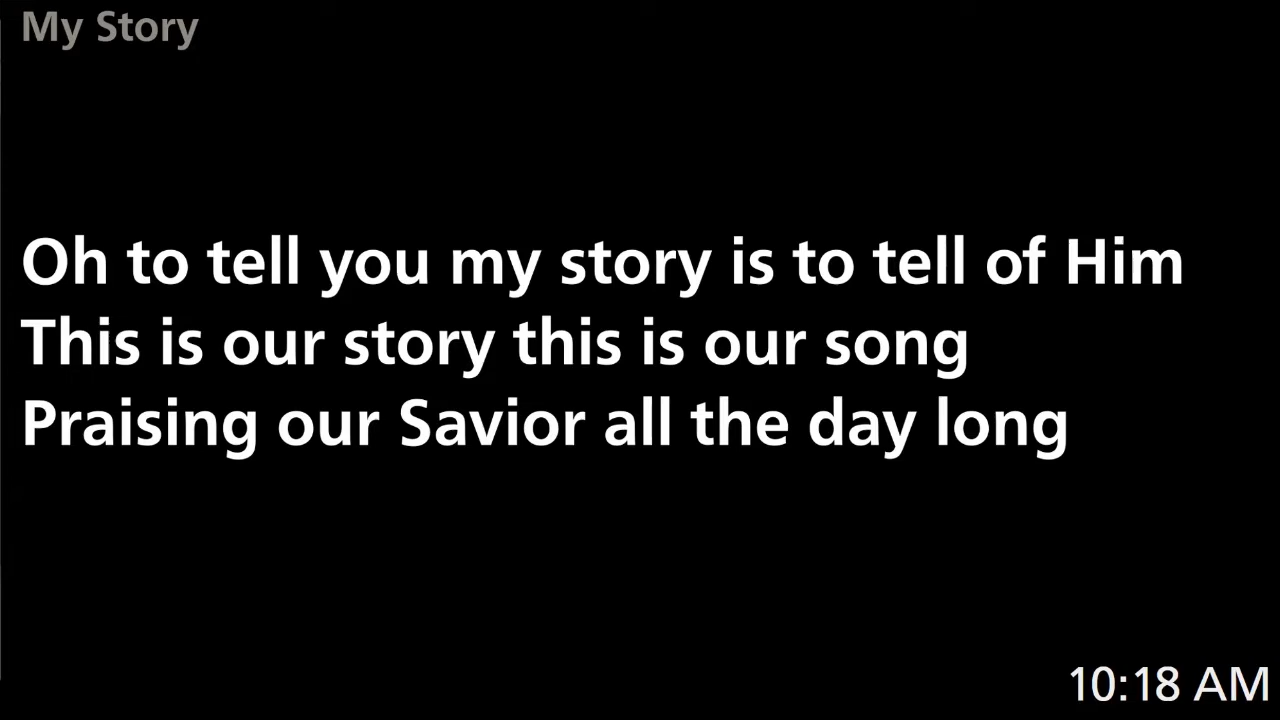 My Story
Oh to tell you my story is to tell of Him
This is our story this is our song
Praising our Savior all the day long
10:18 AM